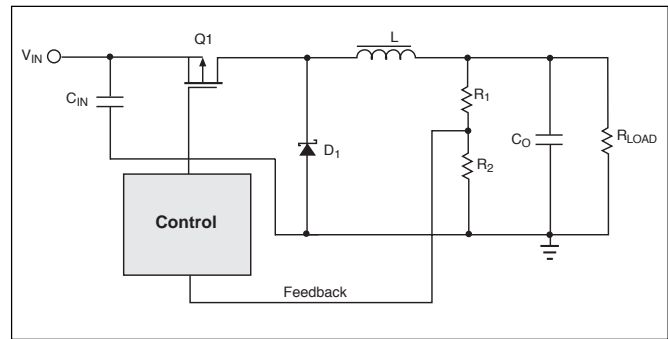 Q1
L
V_IN
C_IN
R_1
D_1
C_O
R_LOAD
R_2
Control
Feedback